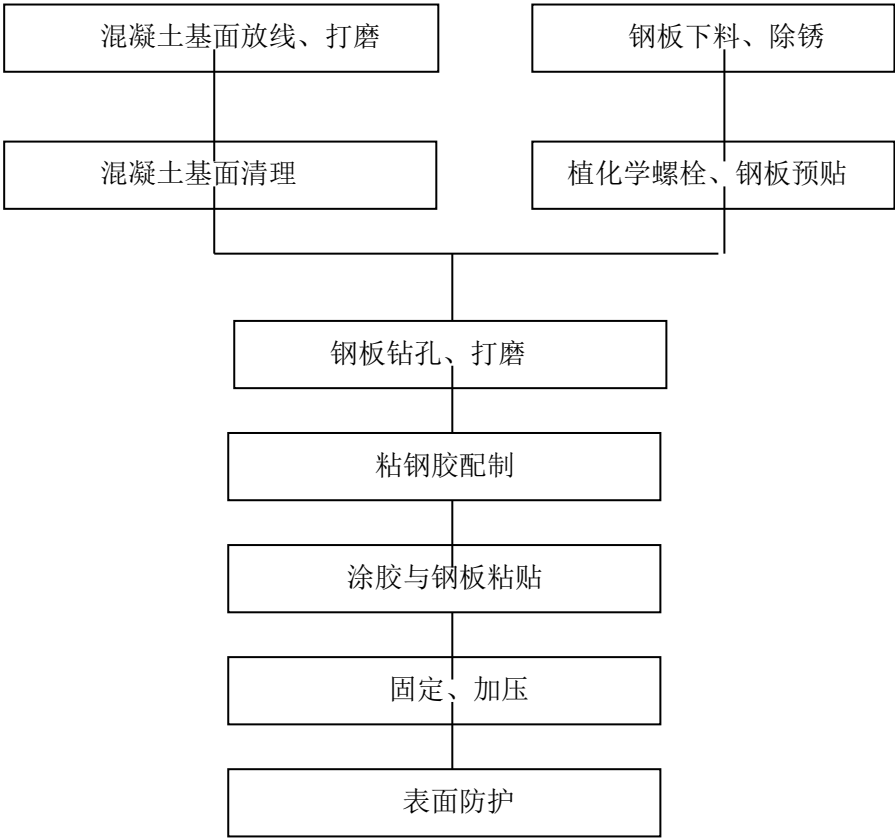 混凝土基面放线、打磨
钢板下料、除锈
混凝土基面清理
植化学螺栓、钢板预贴
钢板钻孔、打磨
粘钢胶配制
涂胶与钢板粘贴
固定、加压
表面防护